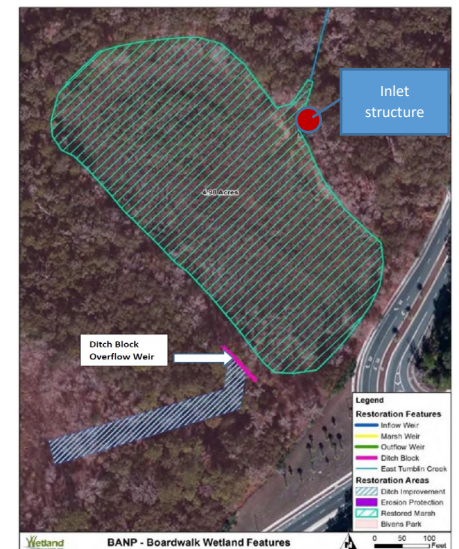 Inlet
structure
4.98 Acres
Ditch Block
Overflow Weir
Legend
Restoration Features
Inflow Weir
Marsh Weir
Outflow Weir
Ditch Block
East Tumblin Creek
Restoration Areas
Ditch Improvement
Erosion Protection
Restored Marsh
Bivens Park
0 50 100
Feet
Wetland
BANP - Boardwalk Wetland Features